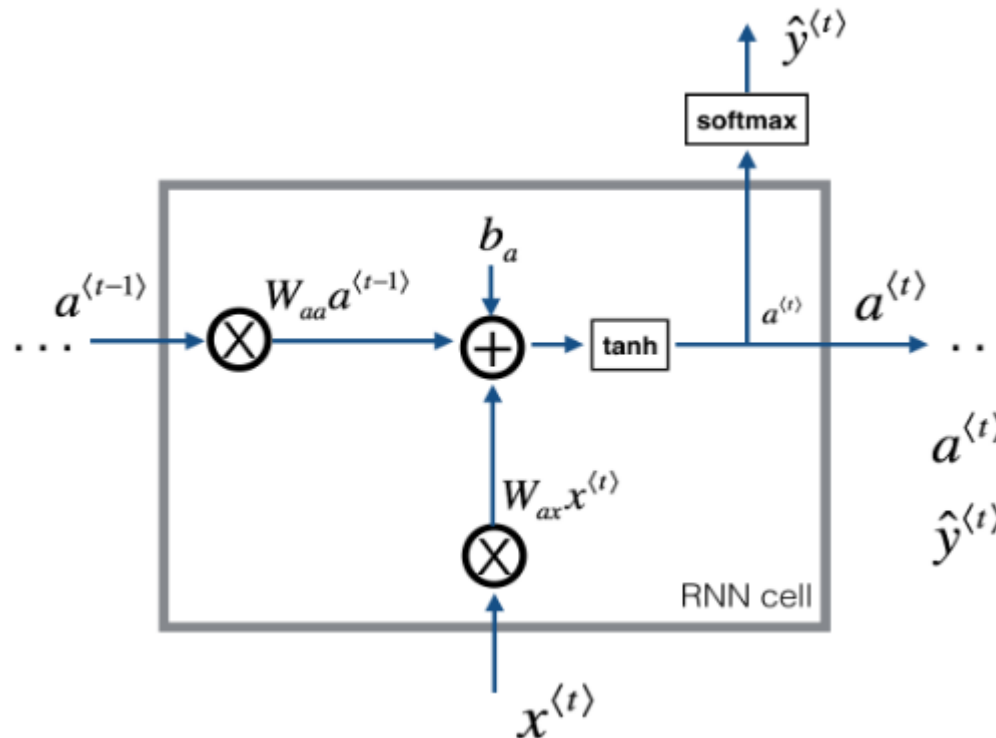 ŷ⟨t⟩
softmax
b_a
a⟨t−1⟩
W_aa a⟨t−1⟩
a⟨t⟩
a⟨t⟩
...
+
tanh
..
a⟨t⟩
W_ax x⟨t⟩
ŷ⟨t⟩
RNN cell
x⟨t⟩